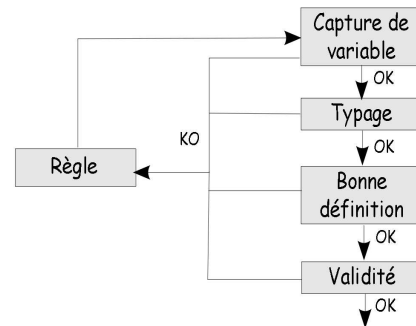 Capture de
variable
OK
Typage
KO
OK
Règle
Bonne
définition
OK
Validité
OK